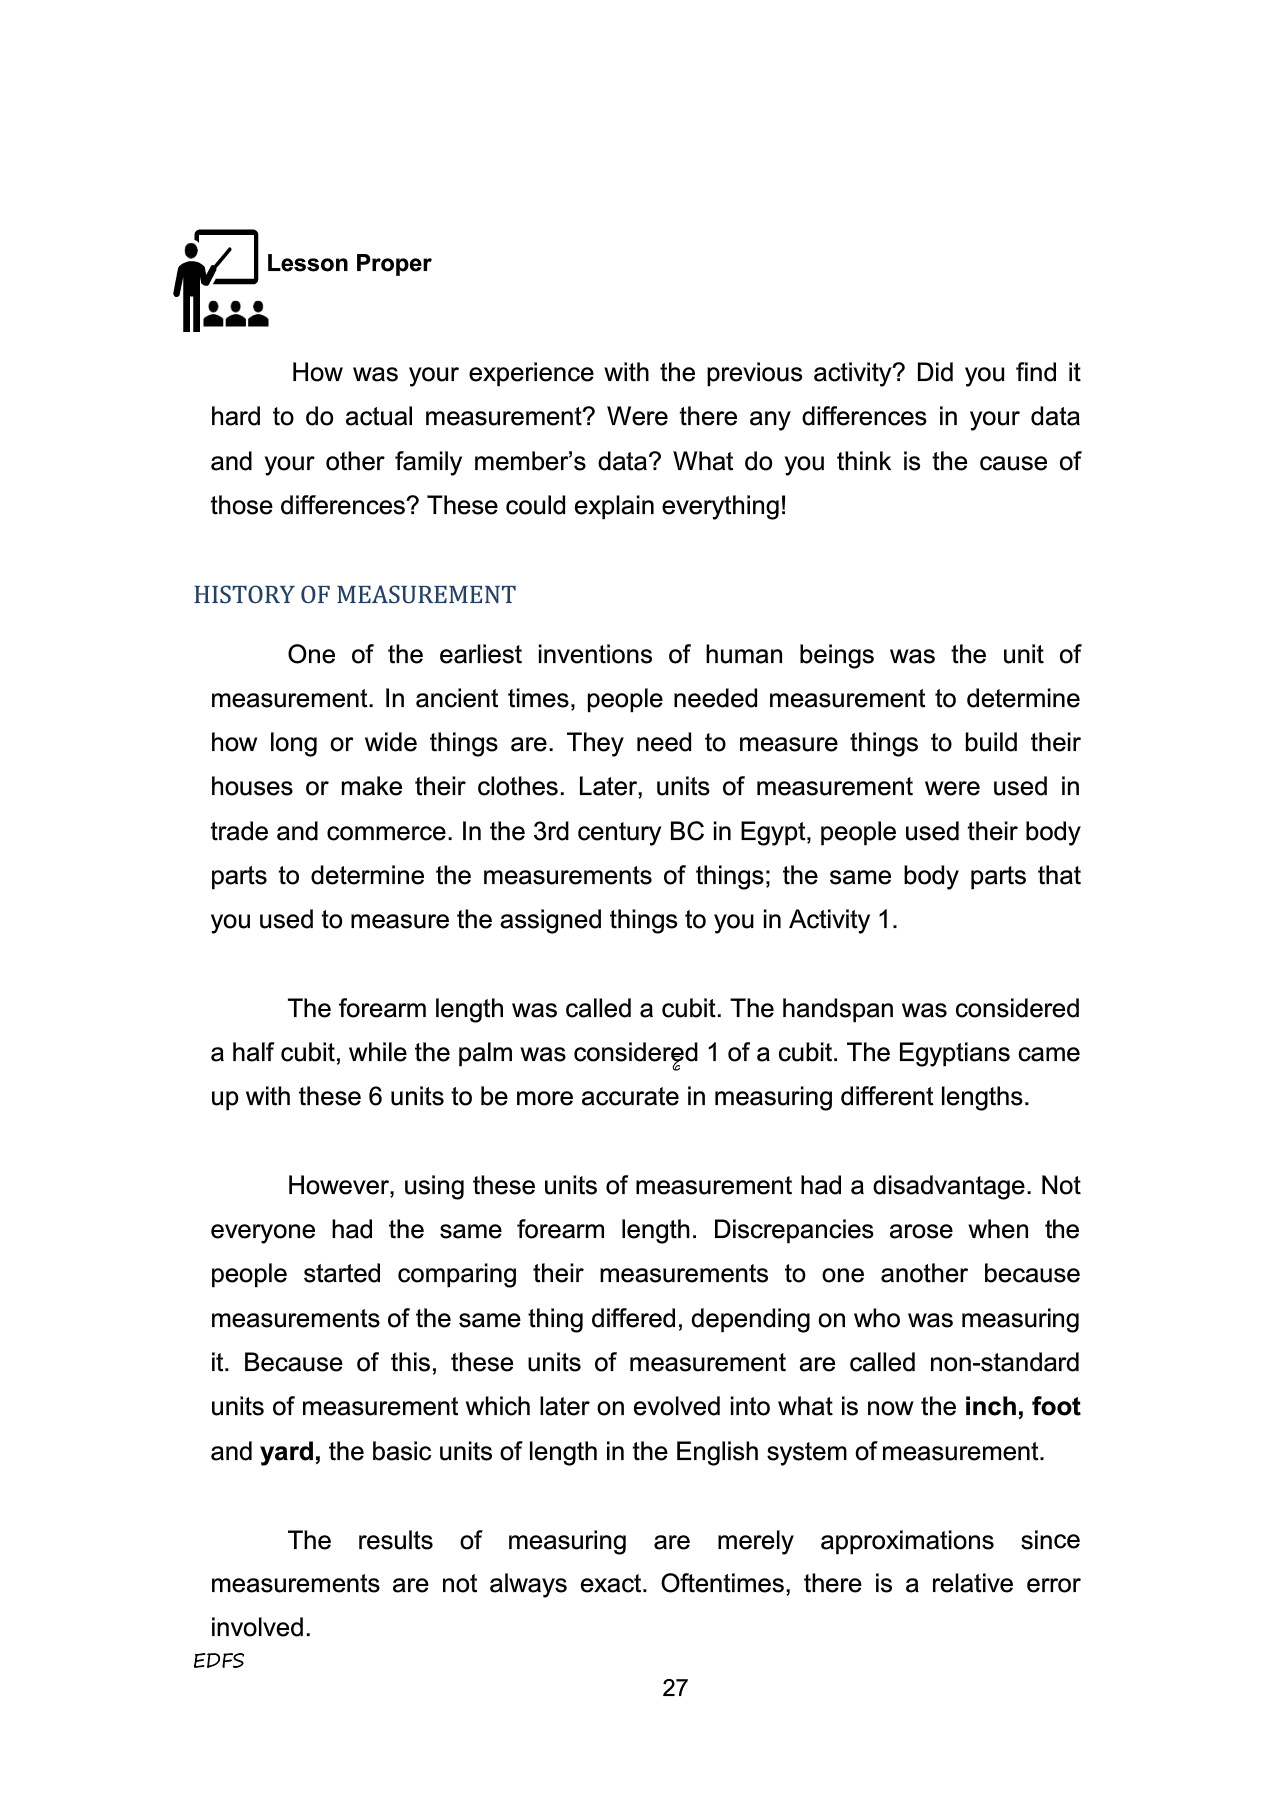 Lesson Proper
How was your experience with the previous activity? Did you find it
hard to do actual measurement? Were there any differences in your data
and your other family member’s data? What do you think is the cause of
those differences? These could explain everything!
HISTORY OF MEASUREMENT
One of the earliest inventions of human beings was the unit of
measurement. In ancient times, people needed measurement to determine
how long or wide things are. They need to measure things to build their
houses or make their clothes. Later, units of measurement were used in
trade and commerce. In the 3rd century BC in Egypt, people used their body
parts to determine the measurements of things; the same body parts that
you used to measure the assigned things to you in Activity 1.
The forearm length was called a cubit. The handspan was considered
a half cubit, while the palm was considered 1 of a cubit. The Egyptians came
up with these 6 units to be more accurate in measuring different lengths.
However, using these units of measurement had a disadvantage. Not
everyone had the same forearm length. Discrepancies arose when the
people started comparing their measurements to one another because
measurements of the same thing differed, depending on who was measuring
it. Because of this, these units of measurement are called non-standard
units of measurement which later on evolved into what is now the inch, foot
and yard, the basic units of length in the English system of measurement.
The results of measuring are merely approximations since
measurements are not always exact. Oftentimes, there is a relative error
involved.
EDFS
27